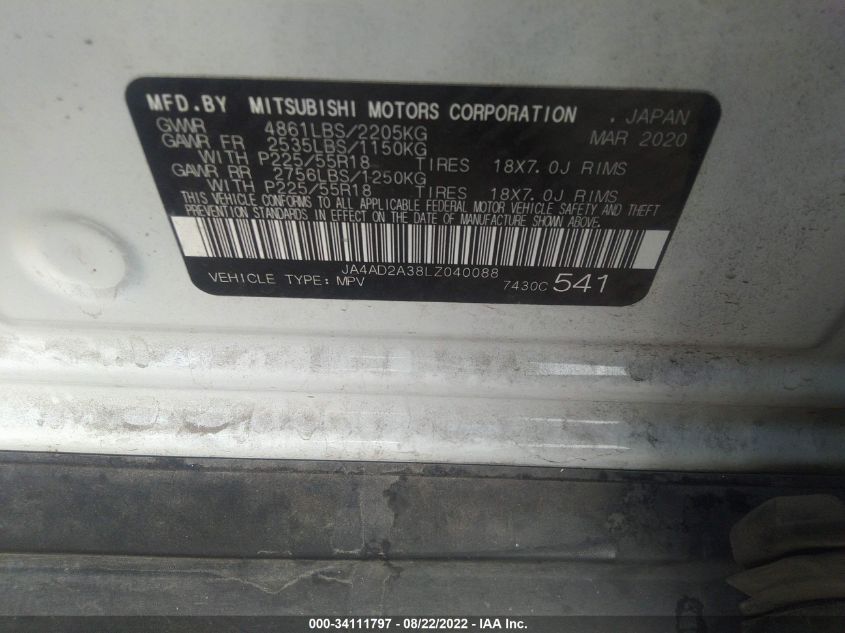 MFD.BY MITSUBISHI MOTORS CORPORATION . JAPAN
GVWR 4861LBS/2205KG MAR 2020
GAWR FR 2535LBS/1150KG
WITH P225/55R18 TIRES 18X7.0J RIMS
GAWR RR 2756LBS/1250KG
WITH P225/55R18 TIRES 18X7.0J RIMS
THIS VEHICLE CONFORMS TO ALL APPLICABLE FEDERAL MOTOR VEHICLE SAFETY AND THEFT
PREVENTION STANDARDS IN EFFECT ON THE DATE OF MANUFACTURE SHOWN ABOVE.
JA4AD2A38LZ040088
VEHICLE TYPE: MPV 7430C 541
000-34111797 - 08/22/2022 - IAA Inc.